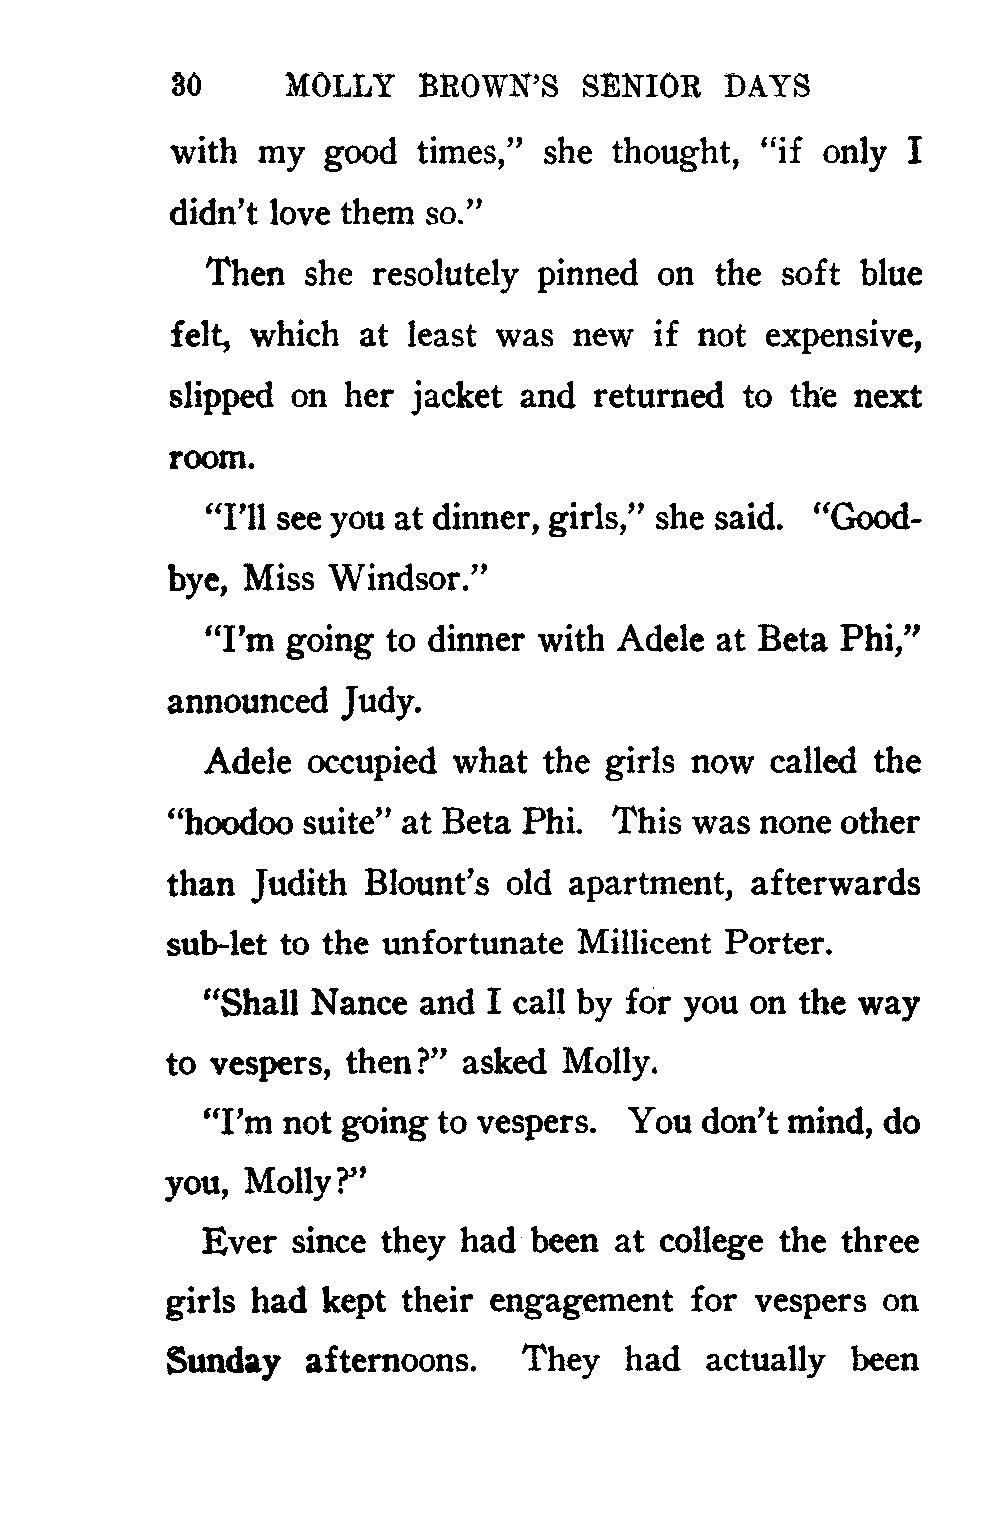 30 MOLLY BROWN'S SENIOR DAYS
with my good times,” she thought, “if only I
didn't love them so.”
Then she resolutely pinned on the soft blue
felt, which at least was new if not expensive,
slipped on her jacket and returned to the next
room.
“I'll see you at dinner, girls,” she said. “Good-
bye, Miss Windsor.”
“I'm going to dinner with Adele at Beta Phi,”
announced Judy.
Adele occupied what the girls now called the
“hoodoo suite” at Beta Phi. This was none other
than Judith Blount's old apartment, afterwards
sub-let to the unfortunate Millicent Porter.
“Shall Nance and I call by for you on the way
to vespers, then?” asked Molly.
“I'm not going to vespers. You don't mind, do
you, Molly?”
Ever since they had been at college the three
girls had kept their engagement for vespers on
Sunday afternoons. They had actually been